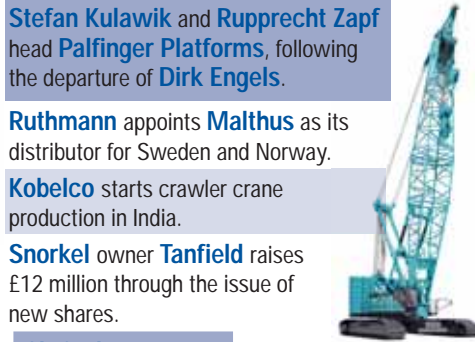 Stefan Kulawik and Rupprecht Zapf
head Palfinger Platforms, following
the departure of Dirk Engels.
Ruthmann appoints Malthus as its
distributor for Sweden and Norway.
Kobelco starts crawler crane
production in India.
Snorkel owner Tanfield raises
£12 million through the issue of
new shares.